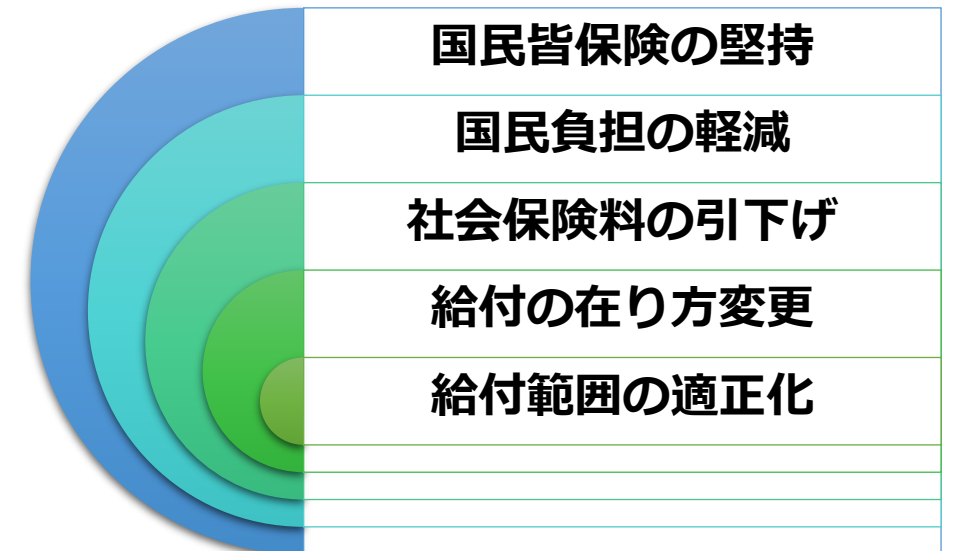 国民皆保険の堅持
国民負担の軽減
社会保険料の引下げ
給付の在り方変更
給付範囲の適正化